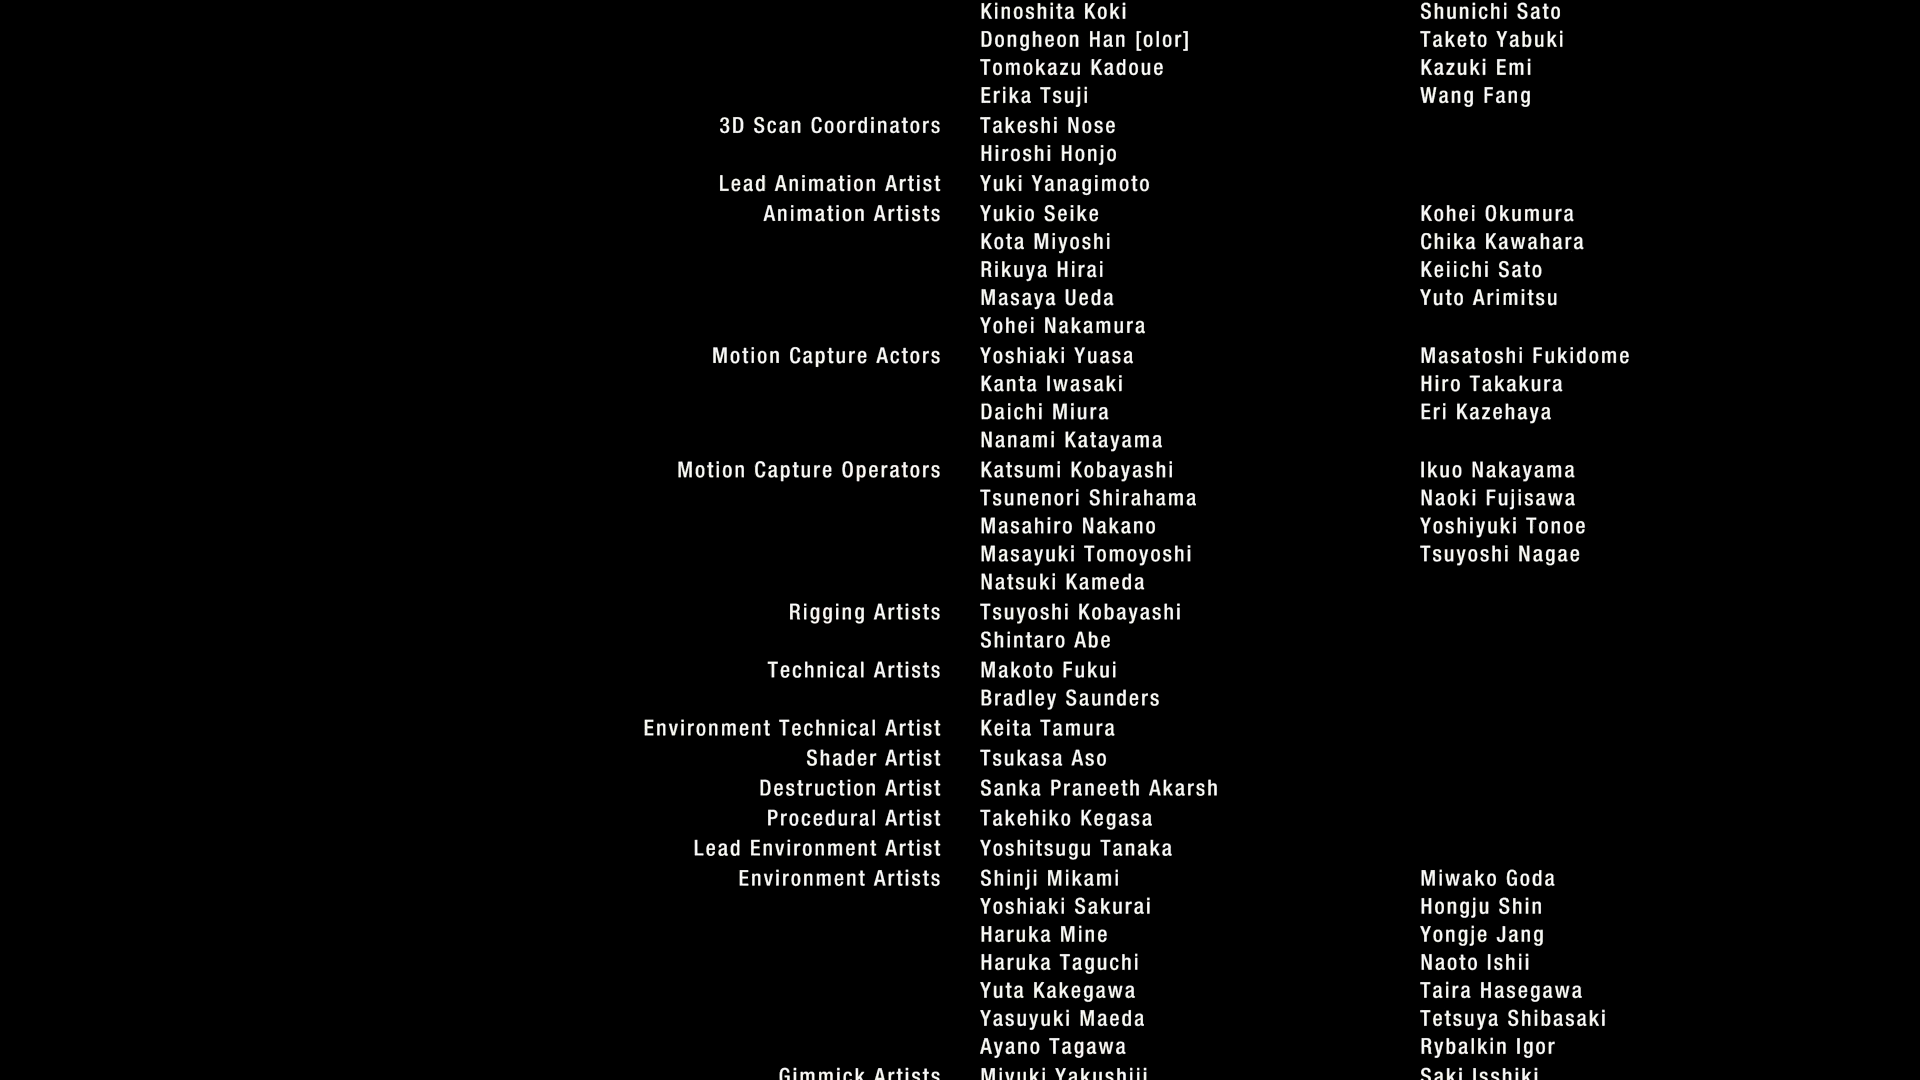 Kinoshita Koki Shunichi Sato
Dongheon Han [olor] Taketo Yabuki
Tomokazu Kadoue Kazuki Emi
Erika Tsuji Wang Fang
3D Scan Coordinators Takeshi Nose
Hiroshi Honjo
Lead Animation Artist Yuki Yanagimoto
Animation Artists Yukio Seike Kohei Okumura
Kota Miyoshi Chika Kawahara
Rikuya Hirai Keiichi Sato
Masaya Ueda Yuto Arimitsu
Yohei Nakamura
Motion Capture Actors Yoshiaki Yuasa Masatoshi Fukidome
Kanta Iwasaki Hiro Takakura
Daichi Miura Eri Kazehaya
Nanami Katayama
Motion Capture Operators Katsumi Kobayashi Ikuo Nakayama
Tsunenori Shirahama Naoki Fujisawa
Masahiro Nakano Yoshiyuki Tonoe
Masayuki Tomoyoshi Tsuyoshi Nagae
Natsuki Kameda
Rigging Artists Tsuyoshi Kobayashi
Shintaro Abe
Technical Artists Makoto Fukui
Bradley Saunders
Environment Technical Artist Keita Tamura
Shader Artist Tsukasa Aso
Destruction Artist Sanka Praneeth Akarsh
Procedural Artist Takehiko Kegasa
Lead Environment Artist Yoshitsugu Tanaka
Environment Artists Shinji Mikami Miwako Goda
Yoshiaki Sakurai Hongju Shin
Haruka Mine Yongje Jang
Haruka Taguchi Naoto Ishii
Yuta Kakegawa Taira Hasegawa
Yasuyuki Maeda Tetsuya Shibasaki
Ayano Tagawa Rybalkin Igor
Gimmick Artists Miyuki Yakushiji Saki Isshiki